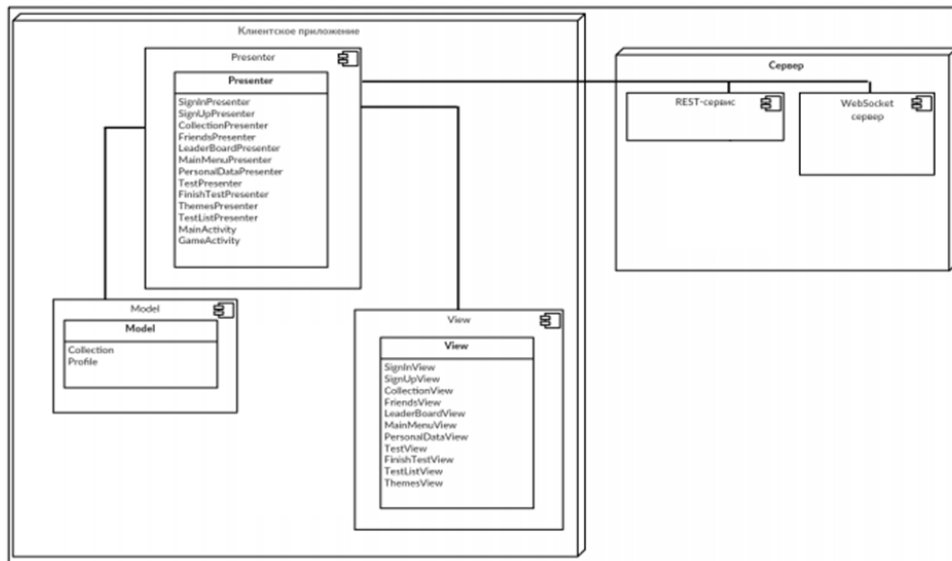 Клиентское приложение
Presenter
Presenter
SignInPresenter
SignUpPresenter
CollectionPresenter
FriendsPresenter
LeaderBoardPresenter
MainMenuPresenter
PersonalDataPresenter
TestPresenter
FinishTestPresenter
ThemesPresenter
TestListPresenter
MainActivity
GameActivity
Model
Model
Collection
Profile
View
View
SignInView
SignUpView
CollectionView
FriendsView
LeaderBoardView
MainMenuView
PersonalDataView
TestView
FinishTestView
TestListView
ThemesView
Сервер
REST-сервис
WebSocket
сервер